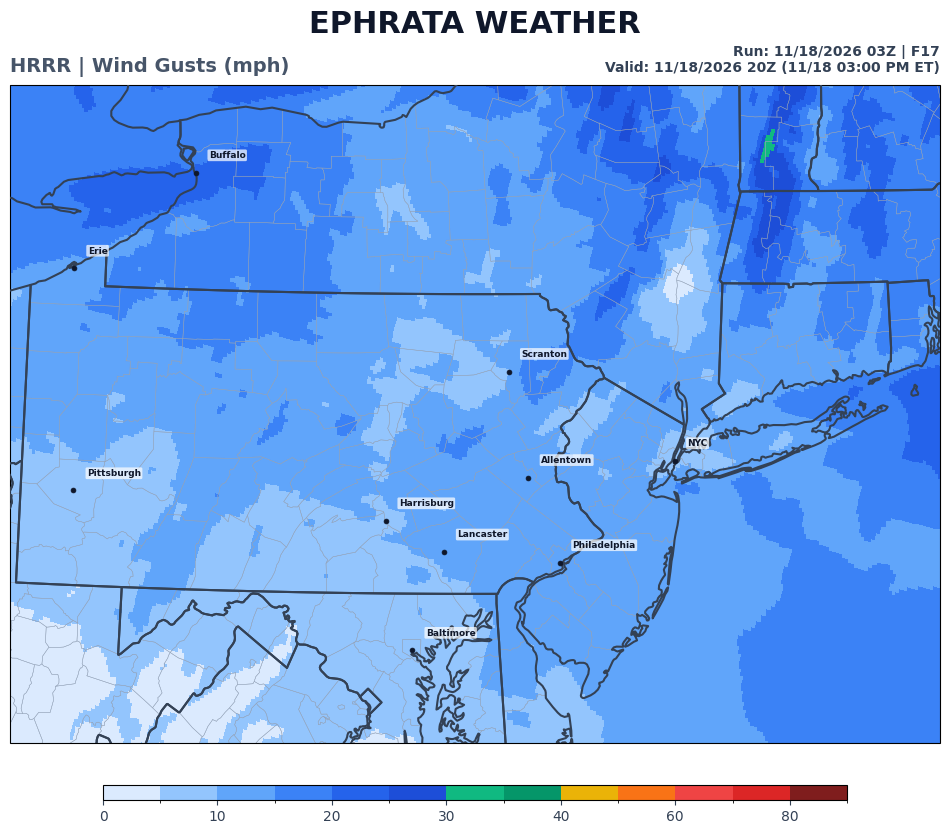 EPHRATA WEATHER
HRRR | Wind Gusts (mph)
Run: 11/18/2026 03Z | F17
Valid: 11/18/2026 20Z (11/18 03:00 PM ET)
Buffalo
Erie
Scranton
NYC
Allentown
Pittsburgh
Harrisburg
Lancaster
Philadelphia
Baltimore
0 10 20 30 40 50 60 70 80